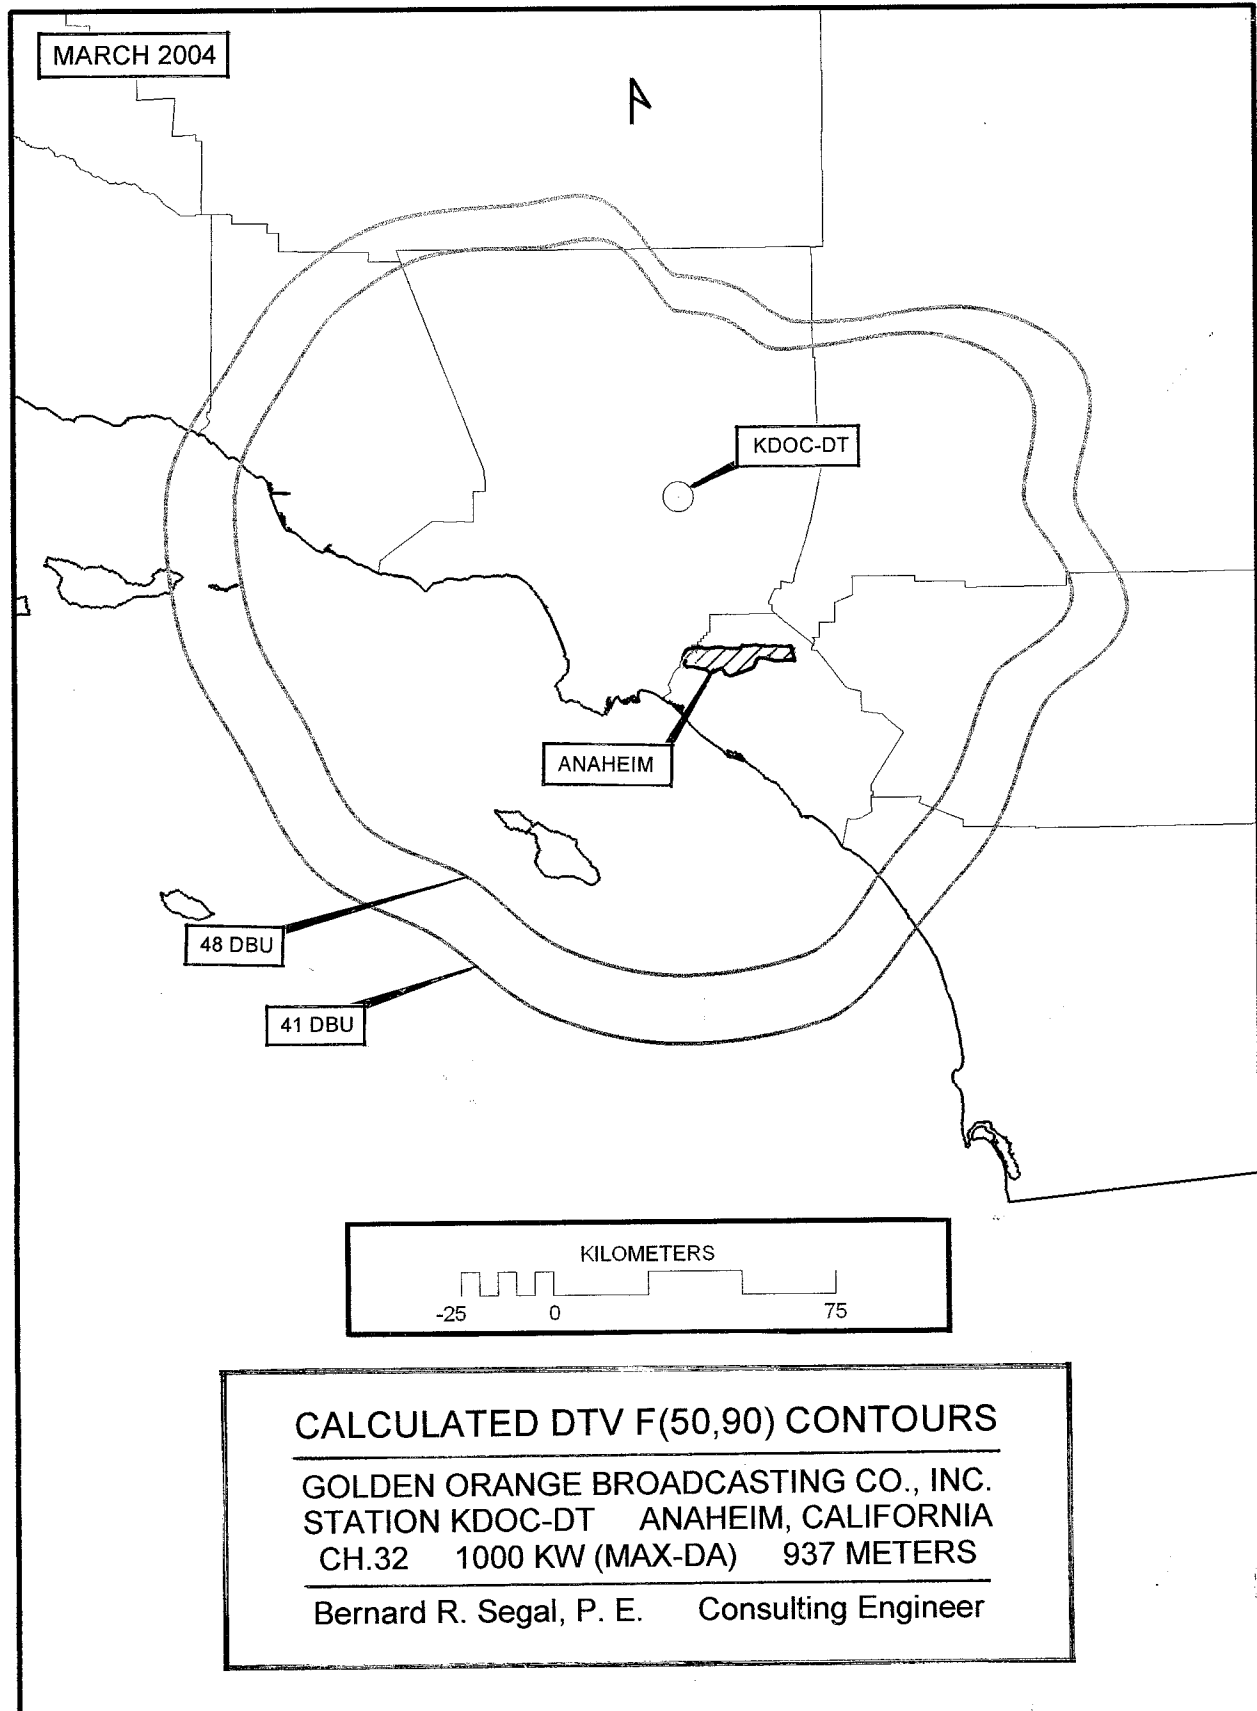 MARCH 2004
KDOC-DT
ANAHEIM
48 DBU
41 DBU
KILOMETERS
-25 0 75
CALCULATED DTV F(50,90) CONTOURS
GOLDEN ORANGE BROADCASTING CO., INC.
STATION KDOC-DT ANAHEIM, CALIFORNIA
CH.32 1000 KW (MAX-DA) 937 METERS
Bernard R. Segal, P. E. Consulting Engineer